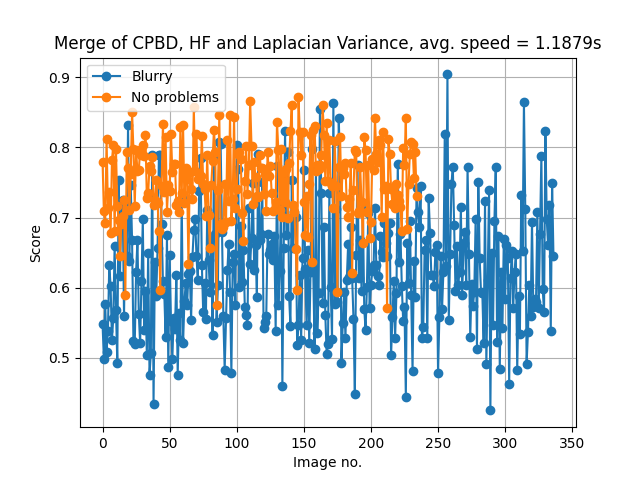 Merge of CPBD, HF and Laplacian Variance, avg. speed = 1.1879s
Blurry
No problems
0.9
0.8
0.7
0.6
0.5
Score
0 50 100 150 200 250 300 350
Image no.